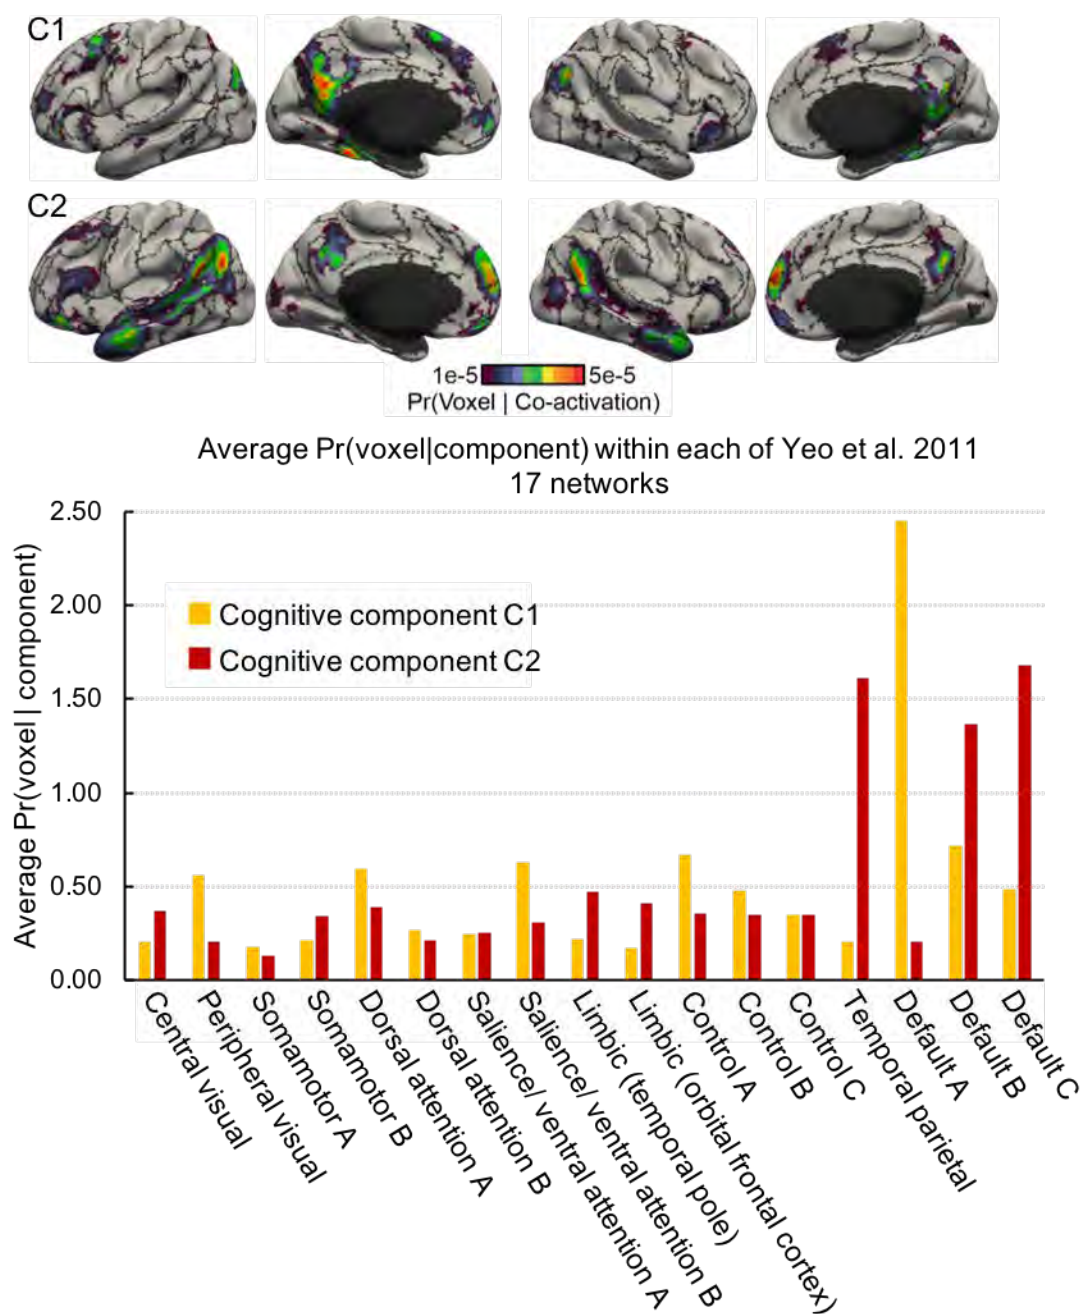 C1
C2
1e-5 5e-5
Pr(Voxel | Co-activation)
Average Pr(voxel|component) within each of Yeo et al. 2011
17 networks
Average Pr(voxel | component)
2.50
2.00
1.50
1.00
0.50
0.00
Cognitive component C1
Cognitive component C2
Central visual
Peripheral visual
Somamotor A
Somamotor B
Dorsal attention A
Dorsal attention B
Salience/ ventral attention A
Salience/ ventral attention B
Limbic (temporal pole)
Limbic (orbital frontal cortex)
Control A
Control B
Control C
Temporal parietal
Default A
Default B
Default C